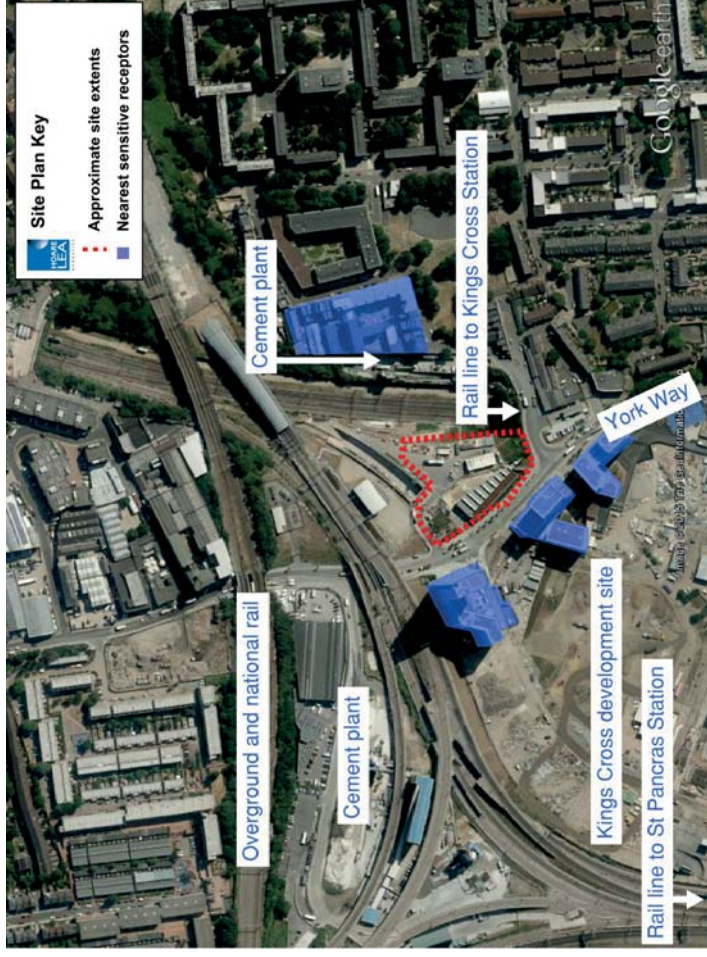 Site Plan Key
HOARE
LEA
Approximate site extents
Nearest sensitive receptors
Cement plant
Rail line to Kings Cross Station
Overground and national rail
Cement plant
York Way
Kings Cross development site
Rail line to St Pancras Station
Google earth